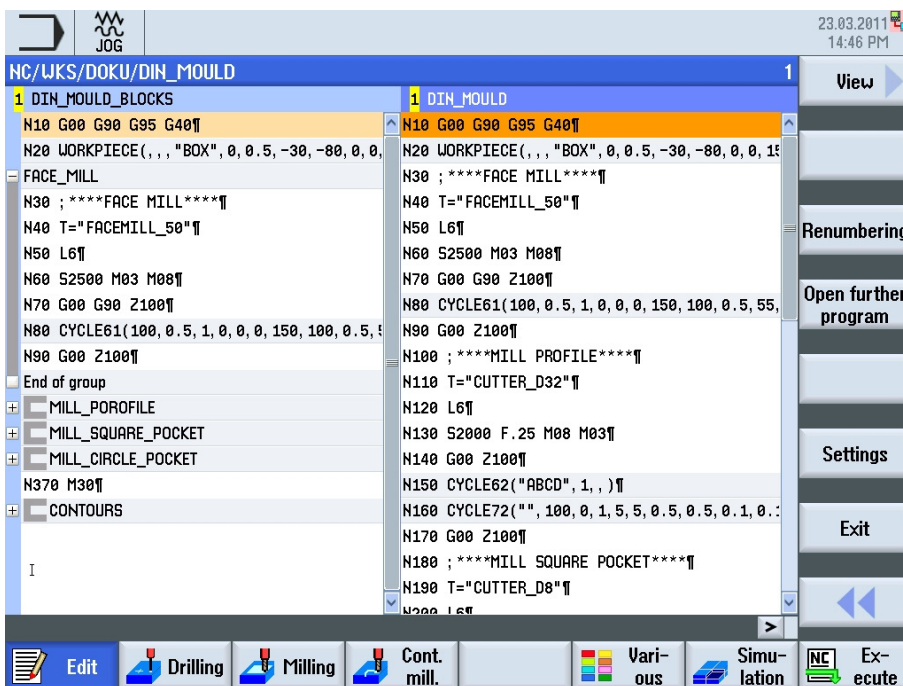 JOG
23.03.2011
14:46 PM
NC/WKS/DOKU/DIN_MOULD 1
1 DIN_MOULD_BLOCKS
N10 G00 G90 G95 G40¶
N20 WORKPIECE(,,,"BOX",0,0.5,-30,-80,0,0,
FACE_MILL
N30 ;****FACE MILL****¶
N40 T="FACEMILL_50"¶
N50 L6¶
N60 S2500 M03 M08¶
N70 G00 G90 Z100¶
N80 CYCLE61(100,0.5,1,0,0,0,150,100,0.5,
N90 G00 Z100¶
End of group
MILL_POROFILE
MILL_SQUARE_POCKET
MILL_CIRCLE_POCKET
N370 M30¶
CONTOURS
1 DIN_MOULD
N10 G00 G90 G95 G40¶
N20 WORKPIECE(,,,"BOX",0,0.5,-30,-80,0,0,15
N30 ;****FACE MILL****¶
N40 T="FACEMILL_50"¶
N50 L6¶
N60 S2500 M03 M08¶
N70 G00 G90 Z100¶
N80 CYCLE61(100,0.5,1,0,0,0,150,100,0.5,55,
N90 G00 Z100¶
N100 ;****MILL PROFILE****¶
N110 T="CUTTER_D32"¶
N120 L6¶
N130 S2000 F.25 M08 M03¶
N140 G00 Z100¶
N150 CYCLE62("ABCD",1,,)¶
N160 CYCLE72("",100,0,1,5,5,0.5,0.5,0.1,0.
N170 G00 Z100¶
N180 ;****MILL SQUARE POCKET****¶
N190 T="CUTTER_D8"¶
N200 L6¶
View
Renumbering
Open further
program
Settings
Exit
Edit
Drilling
Milling
Cont.
mill.
Vari-
ous
Simu-
lation
NC
Ex-
ecute